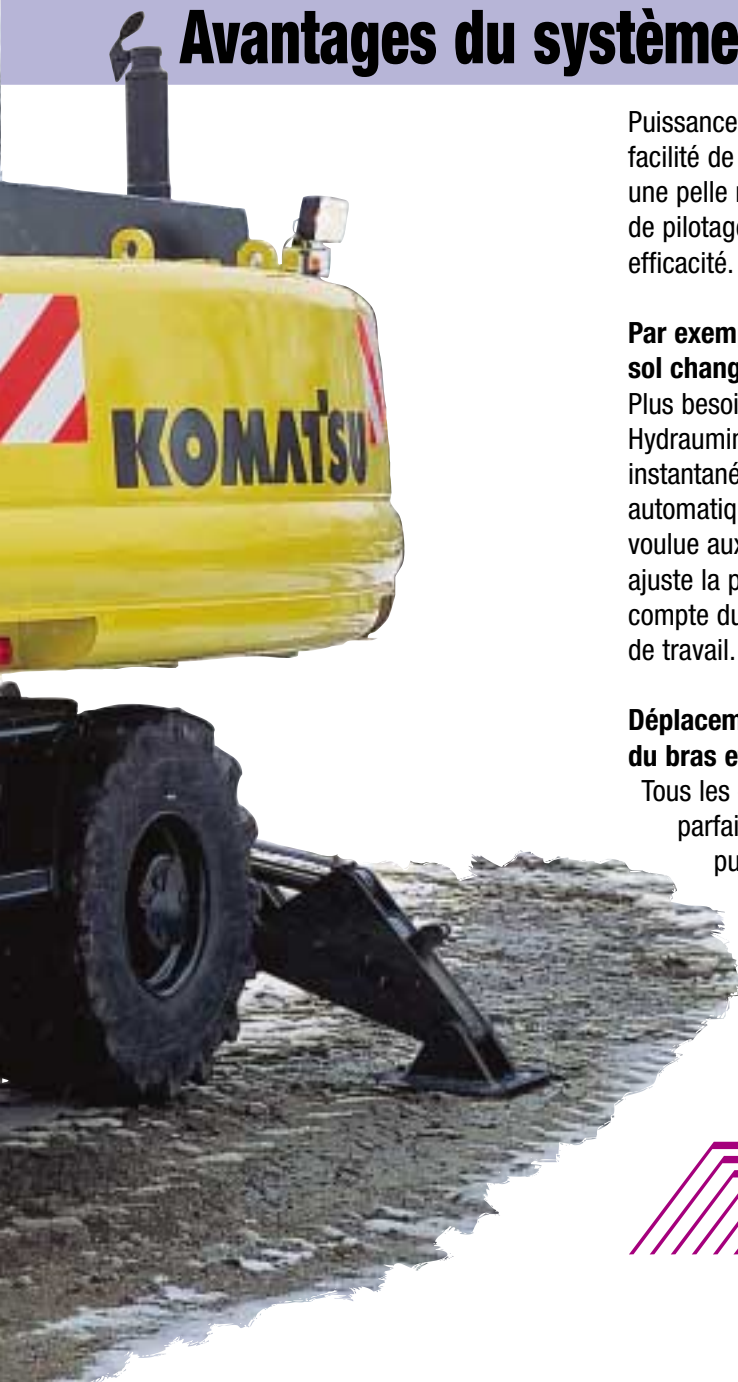 Avantages du système
Puissance
facilité de
une pelle
de pilotag
efficacité.
Par exem
sol chang
Plus besoi
Hydraumin
instantané
automatiq
voulue aux
ajuste la p
compte du
de travail.
Déplacem
du bras e
Tous les
parfai
pu
KOMATSU